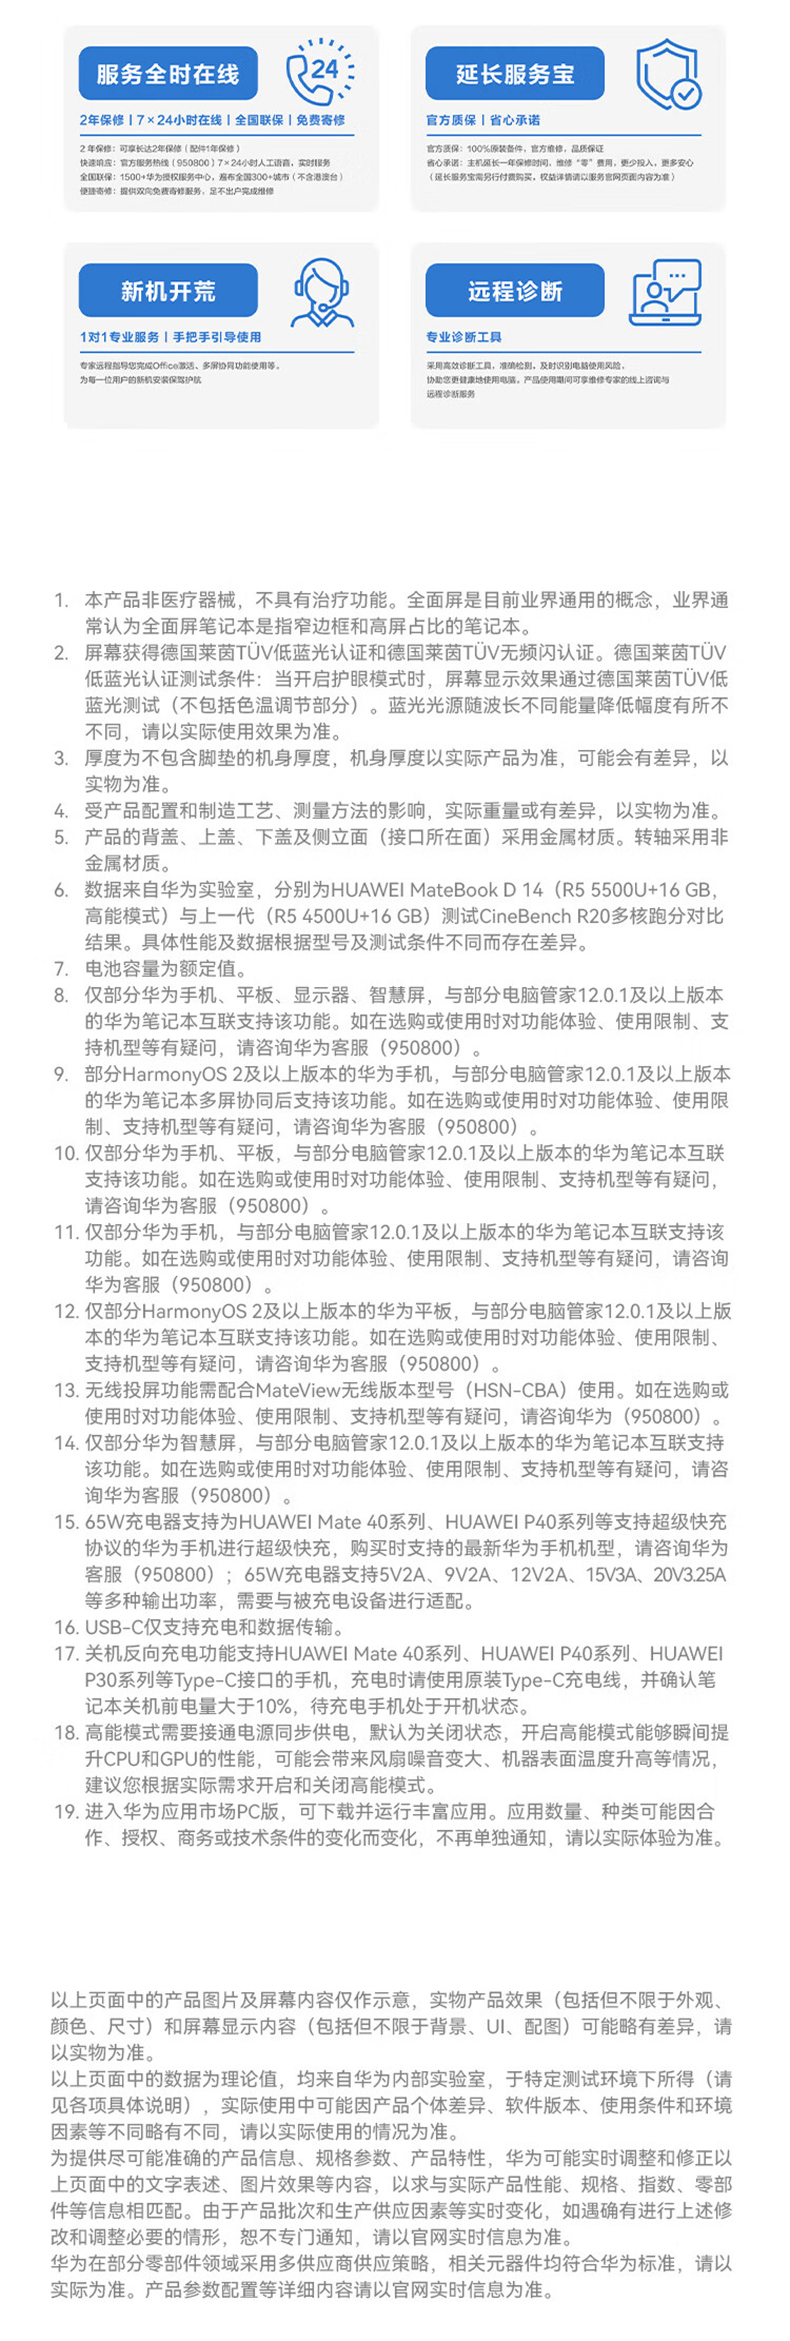 服务全时在线
24
2年保修丨7×24小时在线丨全国联保丨免费寄修
2 年保修：可享长达2年保修（配件1年保修）
快速响应：官方服务热线（950800）7×24小时人工语音，实时服务
全国联保：1500+华为授权服务中心，遍布全国300+城市（不含港澳台）
便捷寄修：提供双向免费寄修服务，足不出户完成维修
延长服务宝
官方质保丨省心承诺
官方质保：100%原装备件，官方维修，品质保证
省心承诺：主机延长一年保修时间，维修“零”费用，更少投入，更多安心
（延长服务宝需另行付费购买，权益详情请以服务官网页面内容为准）
新机开荒
1对1专业服务丨手把手引导使用
专家远程指导您完成Office激活、多屏协同功能使用等，
为每一位用户的新机安装保驾护航
远程诊断
专业诊断工具
采用高效诊断工具，准确检测，及时识别电脑使用风险，
协助您更健康地使用电脑，产品使用期间可享维修专家的线上咨询与
远程诊断服务
1. 本产品非医疗器械，不具有治疗功能。全面屏是目前业界通用的概念，业界通
常认为全面屏笔记本是指窄边框和高屏占比的笔记本。
2. 屏幕获得德国莱茵TÜV低蓝光认证和德国莱茵TÜV无频闪认证。德国莱茵TÜV
低蓝光认证测试条件：当开启护眼模式时，屏幕显示效果通过德国莱茵TÜV低
蓝光测试（不包括色温调节部分）。蓝光光源随波长不同能量降低幅度有所不
不同，请以实际使用效果为准。
3. 厚度为不包含脚垫的机身厚度，机身厚度以实际产品为准，可能会有差异，以
实物为准。
4. 受产品配置和制造工艺、测量方法的影响，实际重量或有差异，以实物为准。
5. 产品的背盖、上盖、下盖及侧立面（接口所在面）采用金属材质。转轴采用非
金属材质。
6. 数据来自华为实验室，分别为HUAWEI MateBook D 14（R5 5500U+16 GB，
高能模式）与上一代（R5 4500U+16 GB）测试CineBench R20多核跑分对比
结果。具体性能及数据根据型号及测试条件不同而存在差异。
7. 电池容量为额定值。
8. 仅部分华为手机、平板、显示器、智慧屏，与部分电脑管家12.0.1及以上版本
的华为笔记本互联支持该功能。如在选购或使用时对功能体验、使用限制、支
持机型等有疑问，请咨询华为客服（950800）。
9. 部分HarmonyOS 2及以上版本的华为手机，与部分电脑管家12.0.1及以上版本
的华为笔记本多屏协同后支持该功能。如在选购或使用时对功能体验、使用限
制、支持机型等有疑问，请咨询华为客服（950800）。
10. 仅部分华为手机、平板，与部分电脑管家12.0.1及以上版本的华为笔记本互联
支持该功能。如在选购或使用时对功能体验、使用限制、支持机型等有疑问，
请咨询华为客服（950800）。
11. 仅部分华为手机，与部分电脑管家12.0.1及以上版本的华为笔记本互联支持该
功能。如在选购或使用时对功能体验、使用限制、支持机型等有疑问，请咨询
华为客服（950800）。
12. 仅部分HarmonyOS 2及以上版本的华为平板，与部分电脑管家12.0.1及以上版
本的华为笔记本互联支持该功能。如在选购或使用时对功能体验、使用限制、
支持机型等有疑问，请咨询华为客服（950800）。
13. 无线投屏功能需配合MateView无线版本型号（HSN-CBA）使用。如在选购或
使用时对功能体验、使用限制、支持机型等有疑问，请咨询华为（950800）。
14. 仅部分华为智慧屏，与部分电脑管家12.0.1及以上版本的华为笔记本互联支持
该功能。如在选购或使用时对功能体验、使用限制、支持机型等有疑问，请咨
询华为客服（950800）。
15. 65W充电器支持为HUAWEI Mate 40系列、HUAWEI P40系列等支持超级快充
协议的华为手机进行超级快充，购买时支持的最新华为手机机型，请咨询华为
客服（950800）；65W充电器支持5V2A、9V2A、12V2A、15V3A、20V3.25A
等多种输出功率，需要与被充电设备进行适配。
16. USB-C仅支持充电和数据传输。
17. 关机反向充电功能支持HUAWEI Mate 40系列、HUAWEI P40系列、HUAWEI
P30系列等Type-C接口的手机，充电时请使用原装Type-C充电线，并确认笔
记本关机前电量大于10%，待充电手机处于开机状态。
18. 高能模式需要接通电源同步供电，默认为关闭状态，开启高能模式能够瞬间提
升CPU和GPU的性能，可能会带来风扇噪音变大、机器表面温度升高等情况，
建议您根据实际需求开启和关闭高能模式。
19. 进入华为应用市场PC版，可下载并运行丰富应用。应用数量、种类可能因合
作、授权、商务或技术条件的变化而变化，不再单独通知，请以实际体验为准。
以上页面中的产品图片及屏幕内容仅作示意，实物产品效果（包括但不限于外观、
颜色、尺寸）和屏幕显示内容（包括但不限于背景、UI、配图）可能略有差异，请
以实物为准。
以上页面中的数据为理论值，均来自华为内部实验室，于特定测试环境下所得（请
见各项具体说明），实际使用中可能因产品个体差异、软件版本、使用条件和环境
因素等不同略有不同，请以实际使用的情况为准。
为提供尽可能准确的产品信息、规格参数、产品特性，华为可能实时调整和修正以
上页面中的文字表述、图片效果等内容，以求与实际产品性能、规格、指数、零部
件等信息相匹配。由于产品批次和生产供应因素等实时变化，如遇确有进行上述修
改和调整必要的情形，恕不专门通知，请以官网实时信息为准。
华为在部分零部件领域采用多供应商供应策略，相关元器件均符合华为标准，请以
实际为准。产品参数配置等详细内容请以官网实时信息为准。